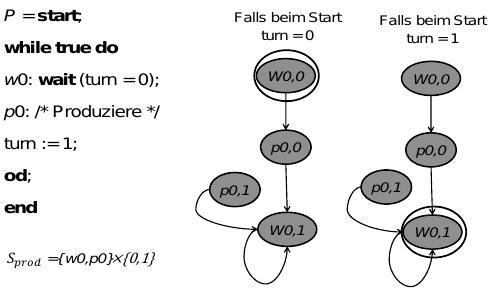 P = start;
while true do
w0: wait (turn = 0);
p0: /* Produziere */
turn := 1;
od;
end
S_prod ={w0,p0}×{0,1}
Falls beim Start
turn = 0
W0,0
p0,0
p0,1
W0,1
Falls beim Start
turn = 1
W0,0
p0,0
p0,1
W0,1